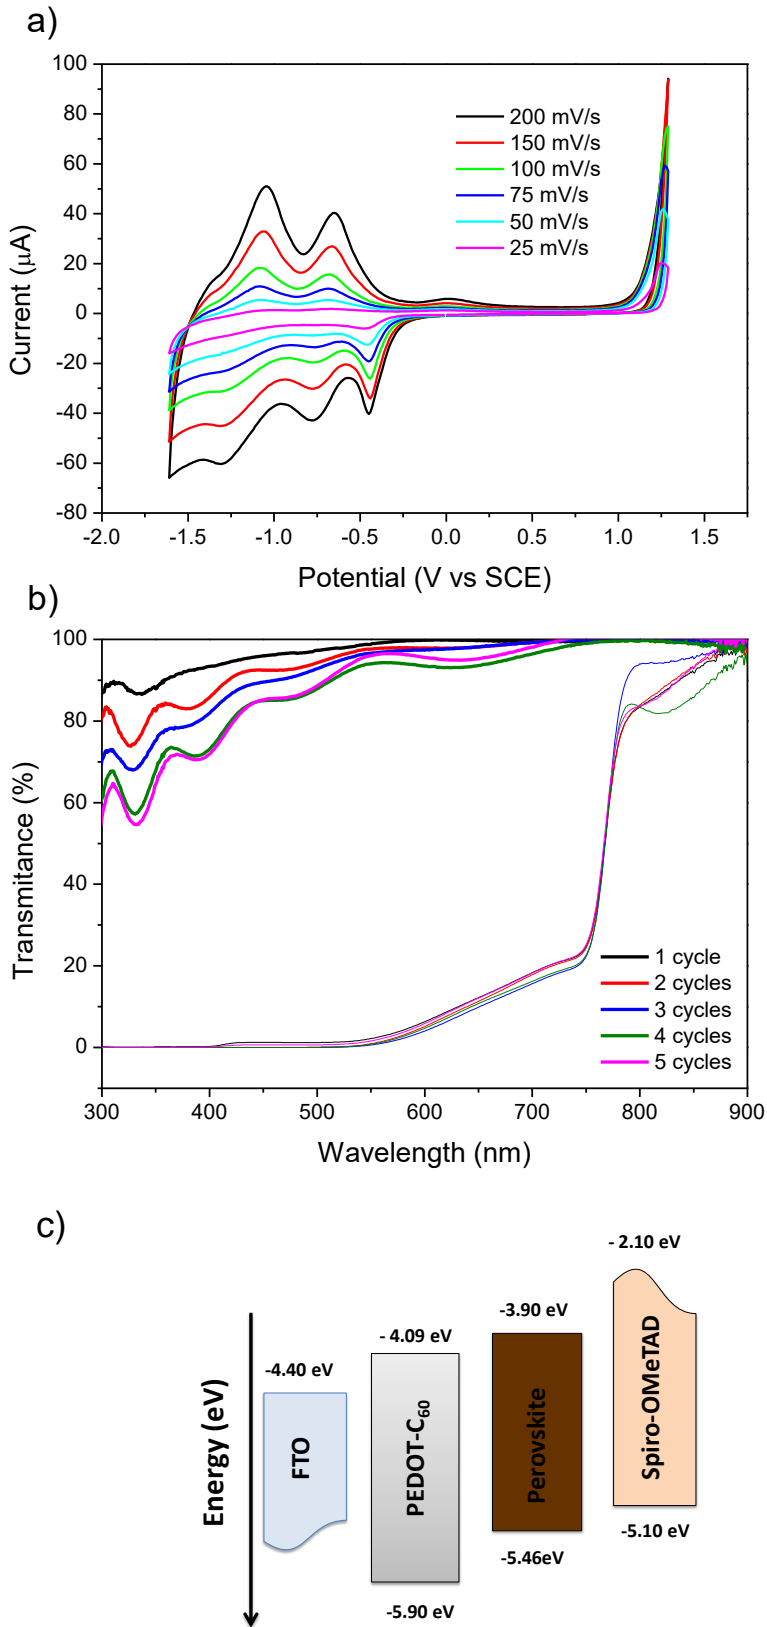 a)
100
80
60
40
20
0
-20
-40
-60
-80
Current (μA)
200 mV/s
150 mV/s
100 mV/s
75 mV/s
50 mV/s
25 mV/s
-2.0 -1.5 -1.0 -0.5 0.0 0.5 1.0 1.5
Potential (V vs SCE)
b)
100
80
60
40
20
0
Transmitance (%)
1 cycle
2 cycles
3 cycles
4 cycles
5 cycles
300 400 500 600 700 800 900
Wavelength (nm)
c)
Energy (eV)
-4.40 eV
FTO
- 4.09 eV
PEDOT-C₆₀
-5.90 eV
-3.90 eV
Perovskite
-5.46eV
- 2.10 eV
Spiro-OMeTAD
-5.10 eV